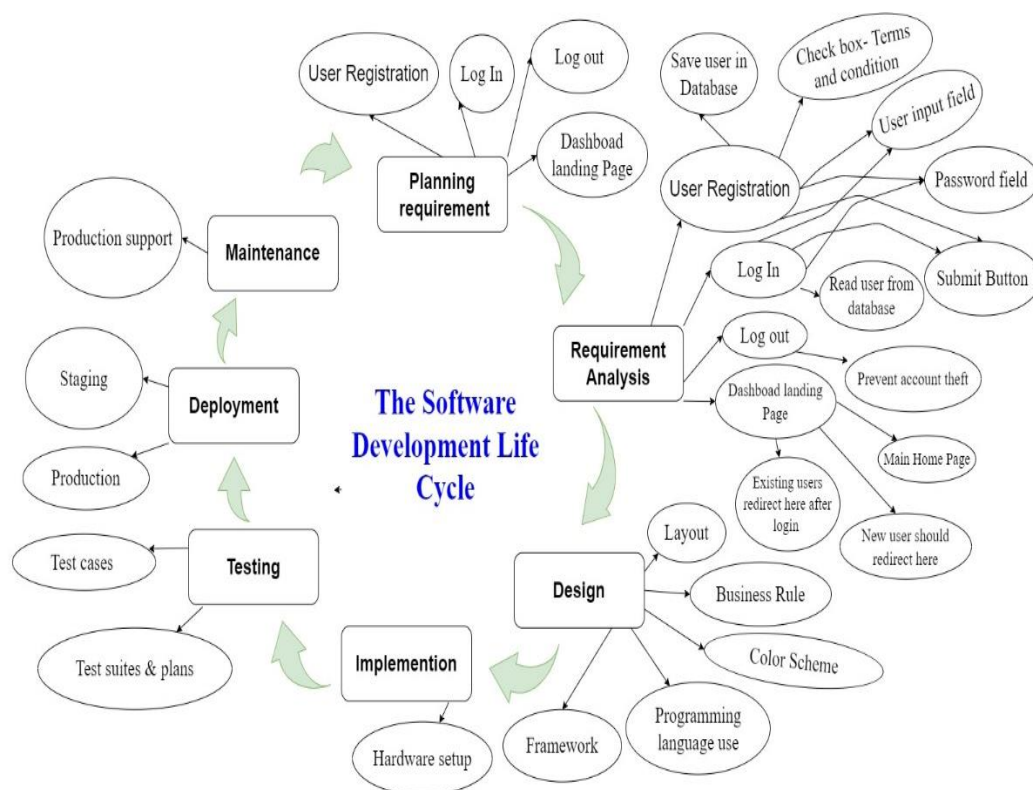 User Registration
Log In
Log out
Dashboad
landing Page
Planning
requirement
Save user in
Database
Check box- Terms
and condition
User input field
User Registration
Password field
Log In
Submit Button
Read user from
database
Log out
Prevent account theft
Requirement
Analysis
Dashboad landing
Page
Main Home Page
Existing users
redirect here after
login
New user should
redirect here
Production support
Maintenance
Staging
Deployment
Production
The Software
Development Life
Cycle
Test cases
Testing
Test suites & plans
Layout
Design
Business Rule
Color Scheme
Programming
language use
Framework
Implemention
Hardware setup